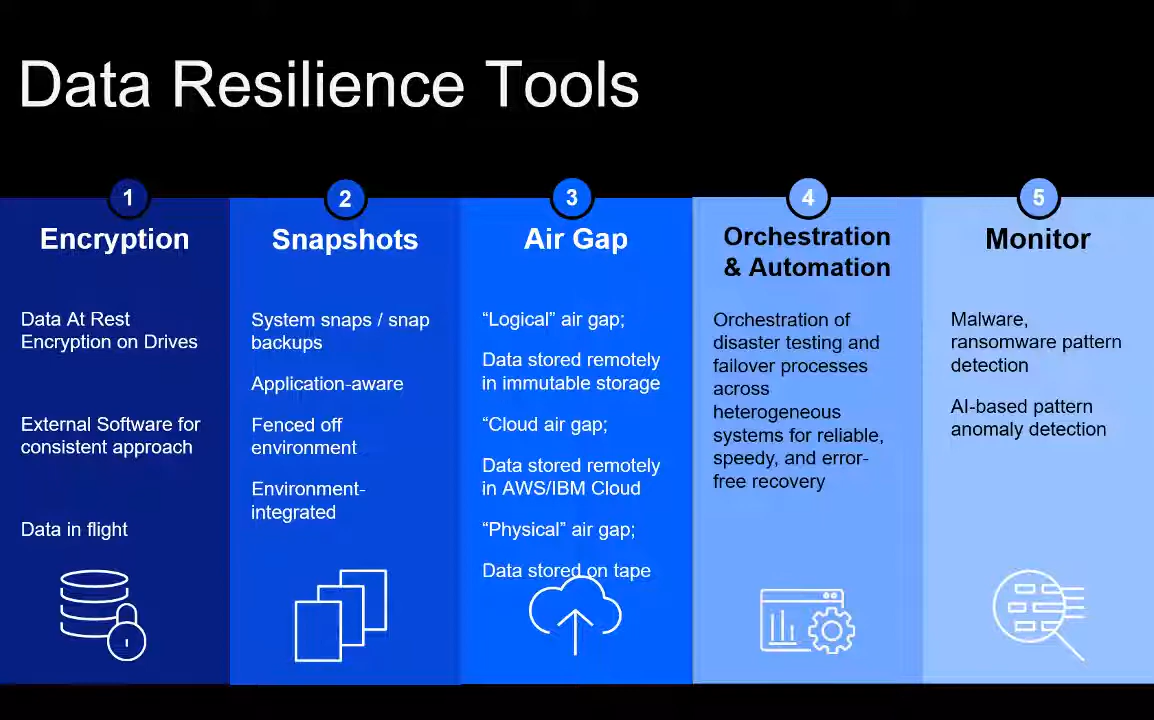 Data Resilience Tools
1
Encryption
Data At Rest
Encryption on Drives
External Software for
consistent approach
Data in flight
2
Snapshots
System snaps / snap
backups
Application-aware
Fenced off
environment
Environment-
integrated
3
Air Gap
“Logical” air gap;
Data stored remotely
in immutable storage
“Cloud air gap;
Data stored remotely
in AWS/IBM Cloud
“Physical” air gap;
Data stored on tape
4
Orchestration
& Automation
Orchestration of
disaster testing and
failover processes
across
heterogeneous
systems for reliable,
speedy, and error-
free recovery
5
Monitor
Malware,
ransomware pattern
detection
AI-based pattern
anomaly detection